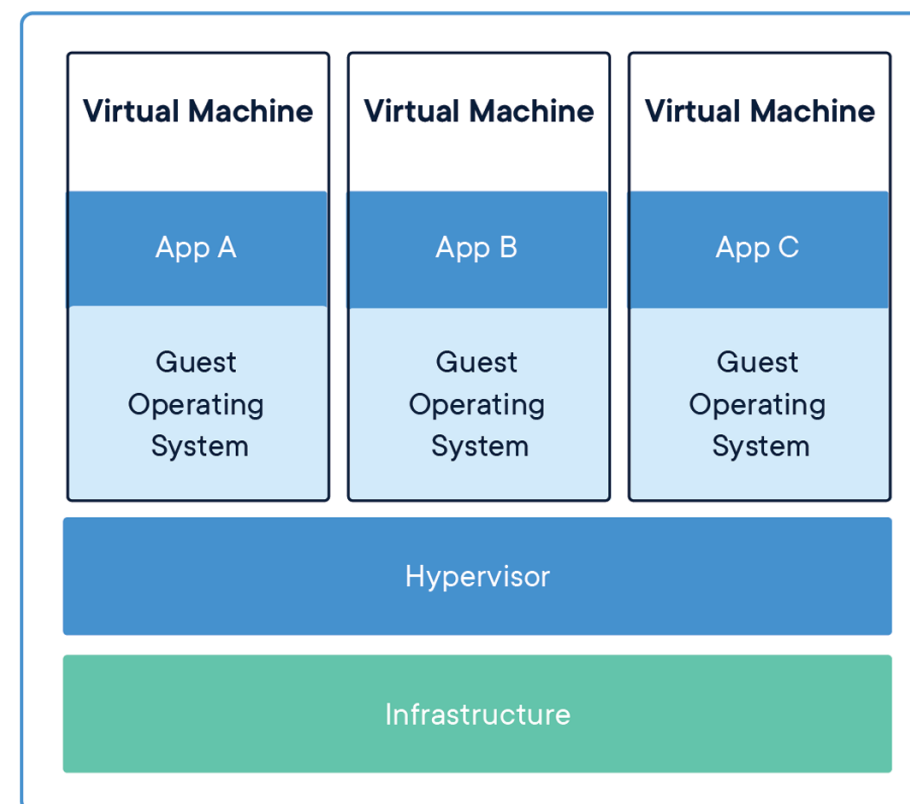 Virtual Machine
App A
Guest
Operating
System
Virtual Machine
App B
Guest
Operating
System
Virtual Machine
App C
Guest
Operating
System
Hypervisor
Infrastructure